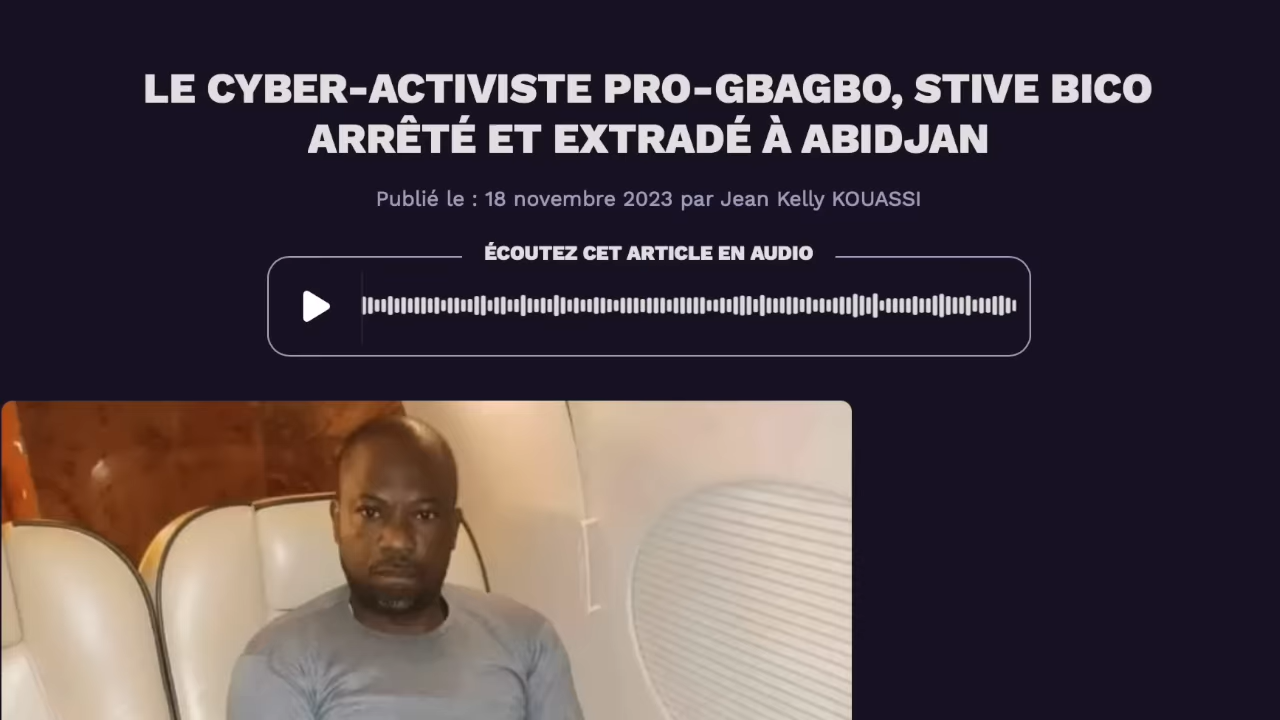 LE CYBER-ACTIVISTE PRO-GBAGBO, STIVE BICO
ARRÊTÉ ET EXTRADÉ À ABIDJAN
Publié le : 18 novembre 2023 par Jean Kelly KOUASSI
ÉCOUTEZ CET ARTICLE EN AUDIO